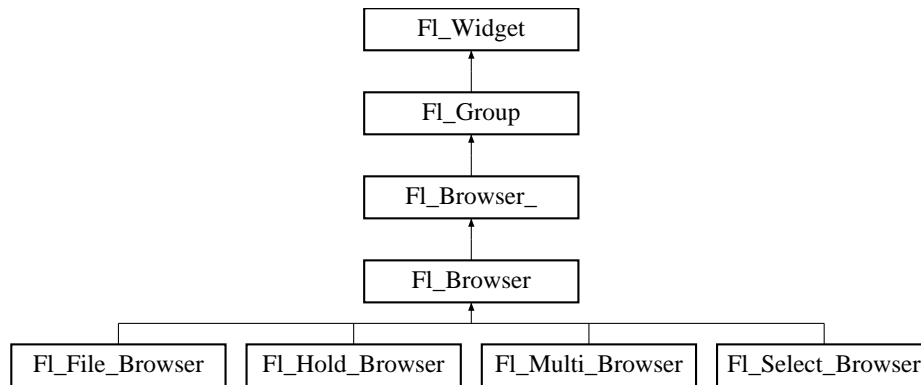 Fl_Widget
Fl_Group
Fl_Browser_
Fl_Browser
Fl_File_Browser
Fl_Hold_Browser
Fl_Multi_Browser
Fl_Select_Browser